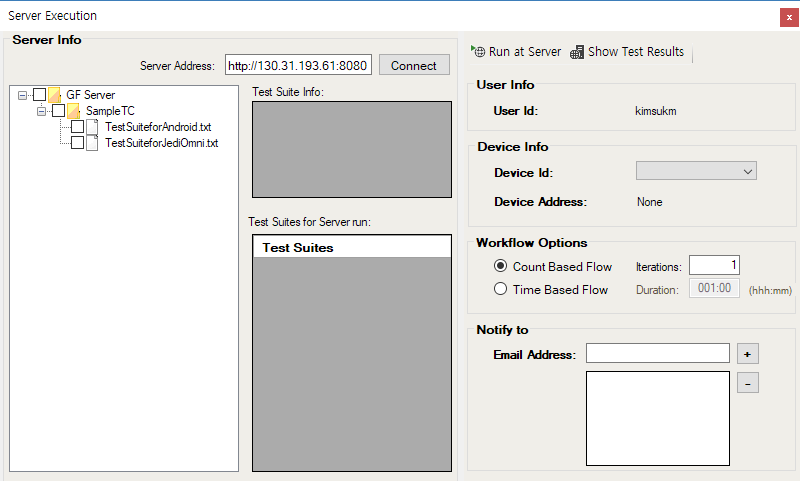 Server Execution
x
Server Info
Server Address:
http://130.31.193.61:8080
Connect
GF Server
SampleTC
TestSuiteforAndroid.txt
TestSuiteforJediOmni.txt
Test Suite Info:
Test Suites for Server run:
Test Suites
Run at Server
Show Test Results
User Info
User Id:
kimsukm
Device Info
Device Id:
Device Address:
None
Workflow Options
Count Based Flow
Iterations:
1
Time Based Flow
Duration:
001:00
(hhh:mm)
Notify to
Email Address:
+
-